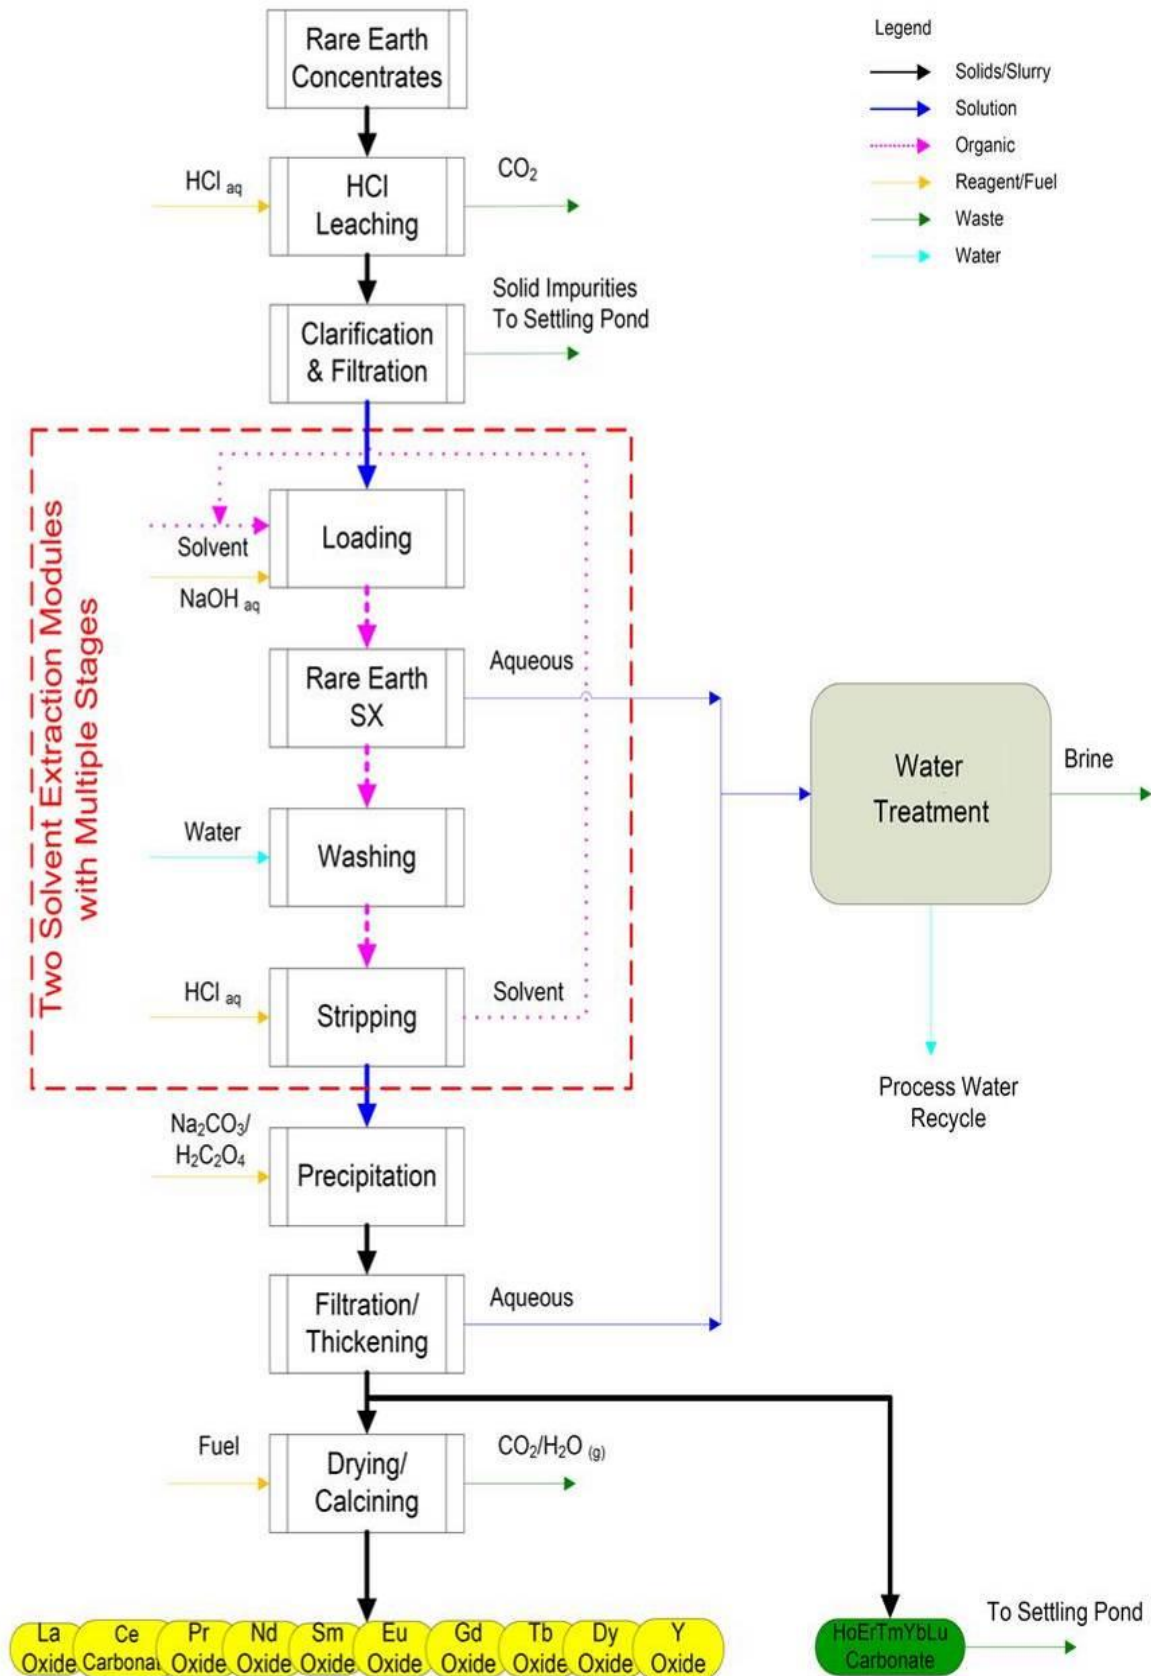 Rare Earth
Concentrates
Legend
Solids/Slurry
Solution
Organic
Reagent/Fuel
Waste
Water
HCl aq
HCl
Leaching
CO₂
Clarification
& Filtration
Solid Impurities
To Settling Pond
Two Solvent Extraction Modules
with Multiple Stages
Solvent
NaOH aq
Loading
Rare Earth
SX
Aqueous
Water
Treatment
Brine
Water
Washing
HCl aq
Stripping
Solvent
Process Water
Recycle
Na₂CO₃/
H₂C₂O₄
Precipitation
Filtration/
Thickening
Aqueous
Fuel
Drying/
Calcining
CO₂/H₂O (g)
La
Oxide
Ce
Carbonat
Pr
Oxide
Nd
Oxide
Sm
Oxide
Eu
Oxide
Gd
Oxide
Tb
Oxide
Dy
Oxide
Y
Oxide
HoErTmYbLu
Carbonate
To Settling Pond